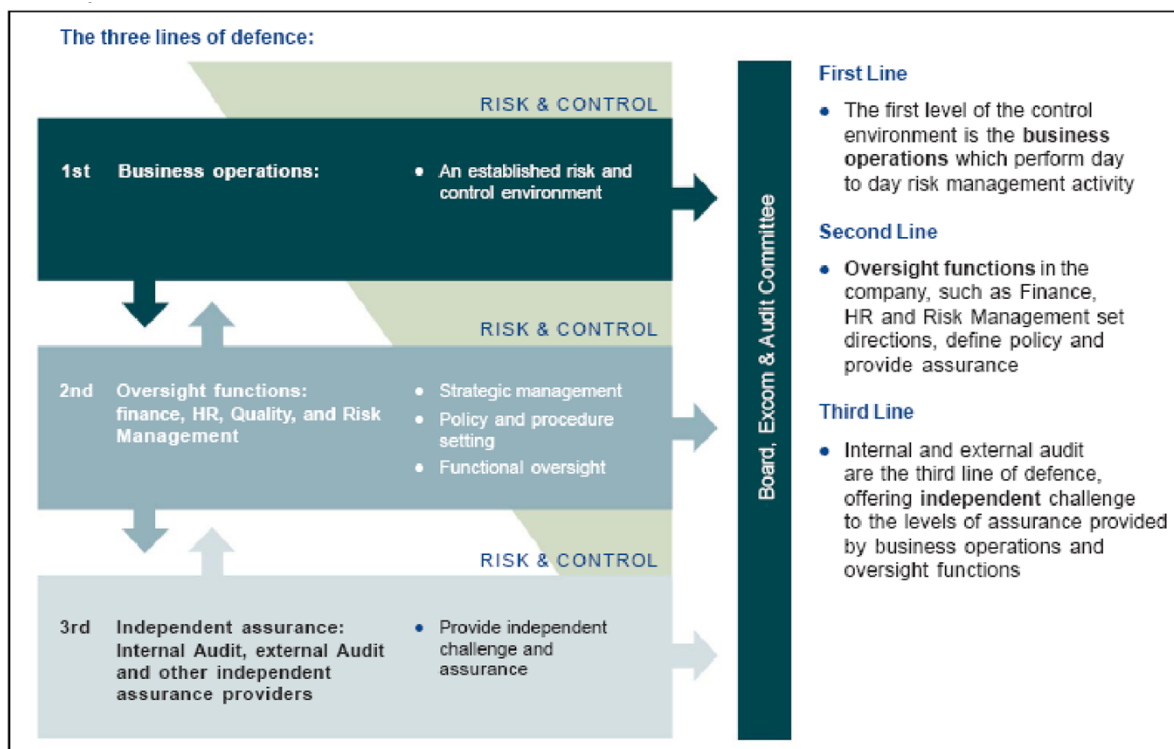 The three lines of defence:
RISK & CONTROL
1st Business operations:
• An established risk and
control environment
RISK & CONTROL
2nd Oversight functions:
finance, HR, Quality, and Risk
Management
• Strategic management
• Policy and procedure
setting
• Functional oversight
RISK & CONTROL
3rd Independent assurance:
Internal Audit, external Audit
and other independent
assurance providers
• Provide independent
challenge and
assurance
Board, Excom & Audit Committee
First Line
• The first level of the control
environment is the business
operations which perform day
to day risk management activity
Second Line
• Oversight functions in the
company, such as Finance,
HR and Risk Management set
directions, define policy and
provide assurance
Third Line
• Internal and external audit
are the third line of defence,
offering independent challenge
to the levels of assurance provided
by business operations and
oversight functions